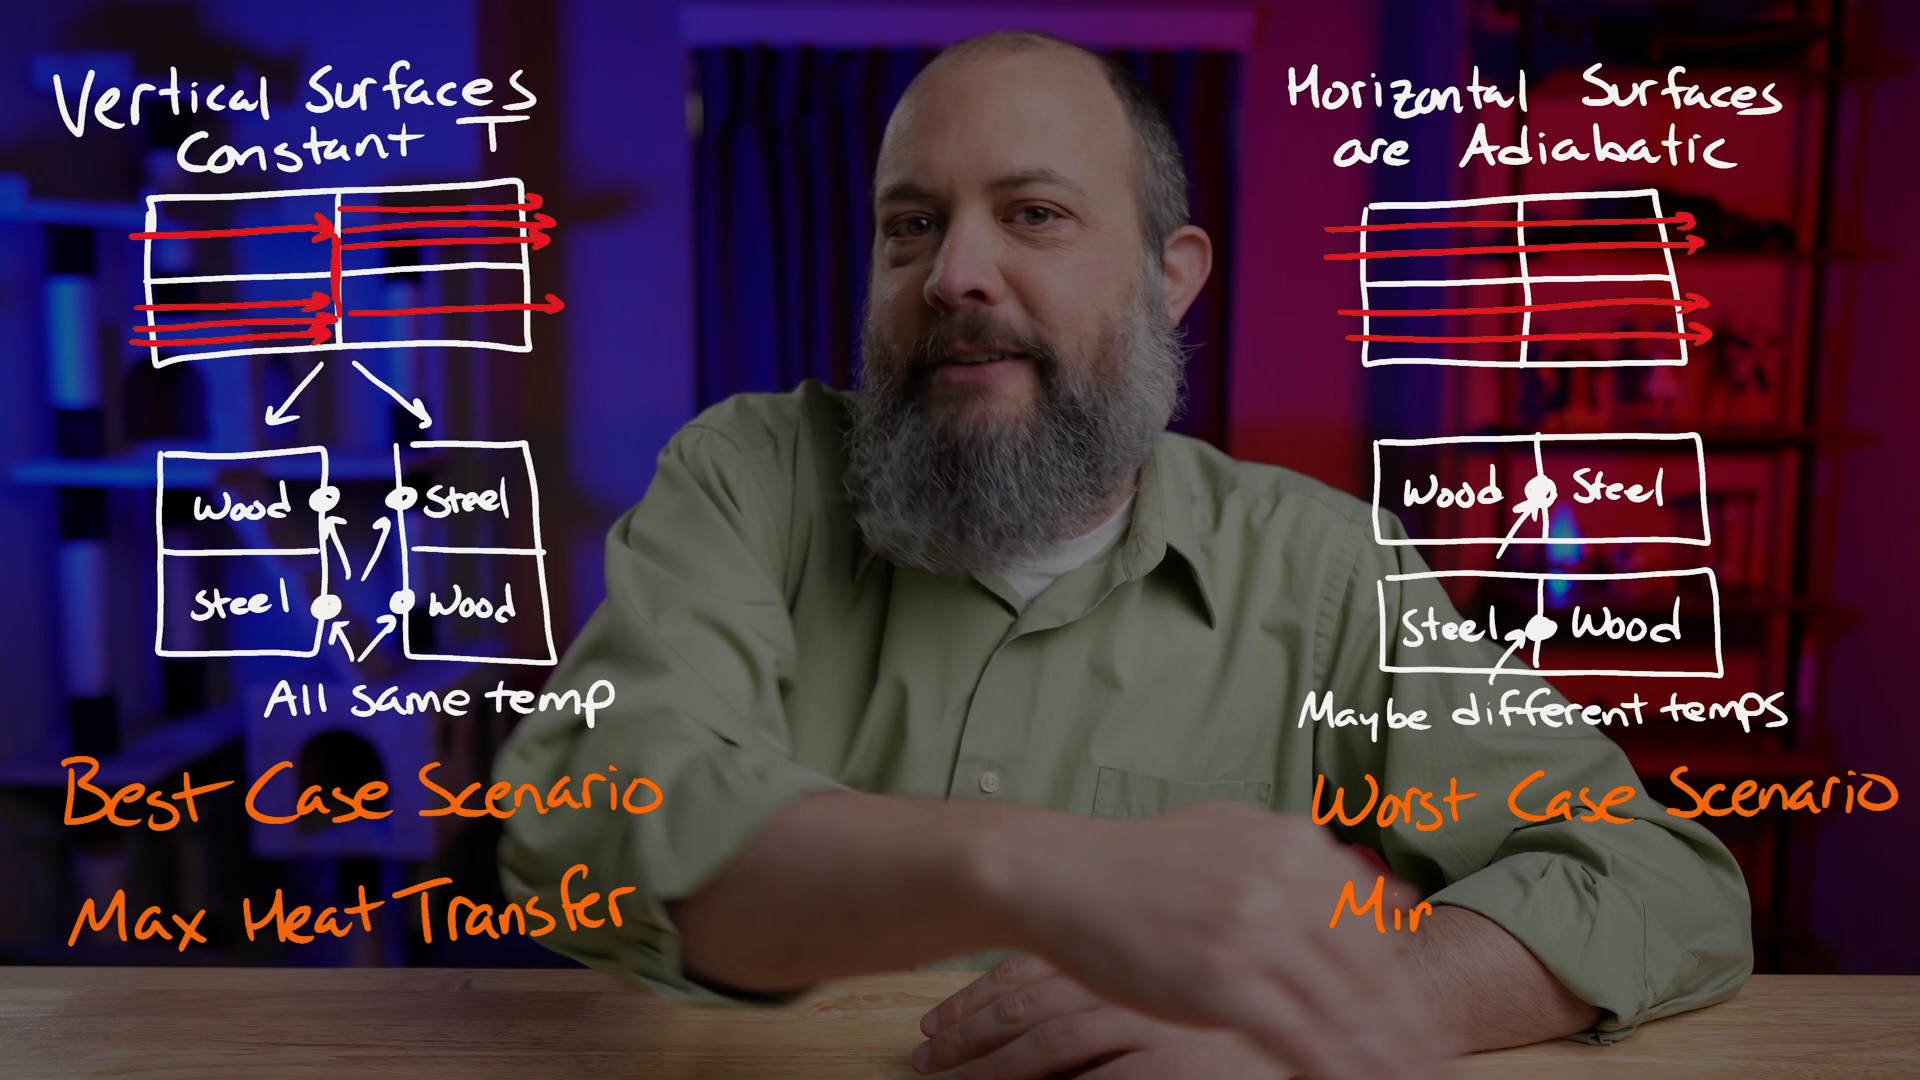 Vertical Surfaces
Constant T
Wood
Steel
Steel
Wood
All same temp
Best Case Scenario
Max Heat Transfer
Horizontal Surfaces
are Adiabatic
Wood Steel
Steel Wood
Maybe different temps
Worst Case Scenario
Min